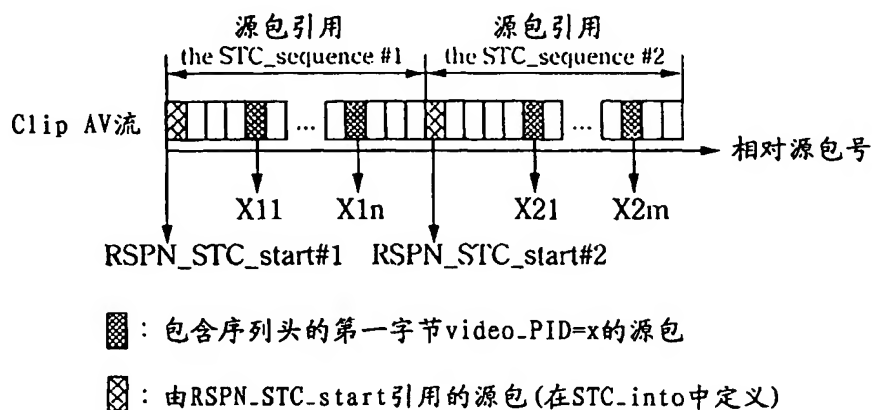 源包引用 源包引用
the STC_sequence #1 the STC_sequence #2
Clip AV流
...
...
相对源包号
X11 X1n X21 X2m
RSPN_STC_start#1 RSPN_STC_start#2
：包含序列头的第一字节video_PID=x的源包
：由RSPN_STC_start引用的源包(在STC_into中定义)